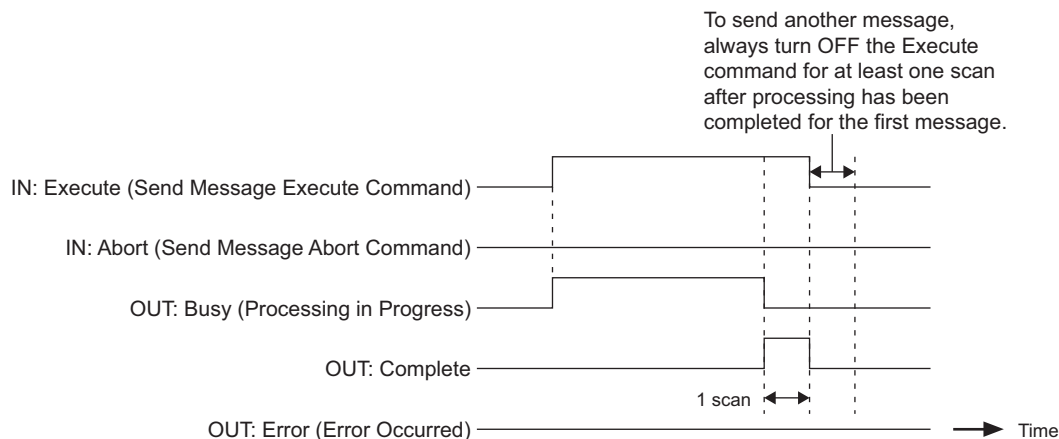 To send another message,
always turn OFF the Execute
command for at least one scan
after processing has been
completed for the first message.
IN: Execute (Send Message Execute Command)
IN: Abort (Send Message Abort Command)
OUT: Busy (Processing in Progress)
OUT: Complete
1 scan
OUT: Error (Error Occurred)
Time